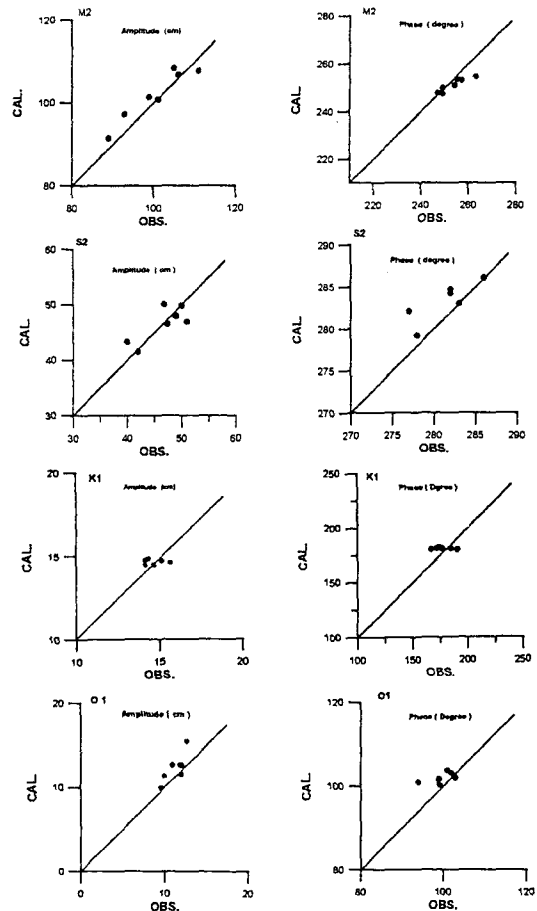 M2
Amplitude (cm)
120
100
80
CAL.
80
100
120
OBS.
M2
Phase ( degree )
280
260
240
220
CAL.
220
240
260
280
OBS.
S2
Amplitude ( cm )
60
50
40
30
CAL.
30
40
50
60
OBS.
S2
Phase ( degree )
290
285
280
275
270
CAL.
270
275
280
285
290
OBS.
K1
Amplitude (cm)
20
15
10
CAL.
10
15
20
OBS.
K1
Phase ( Dgree )
250
200
150
100
CAL.
100
150
200
250
OBS.
O 1
Amplitude ( cm )
20
10
0
CAL.
0
10
20
OBS.
O1
Phase ( Degree )
120
100
80
CAL.
80
100
120
OBS.